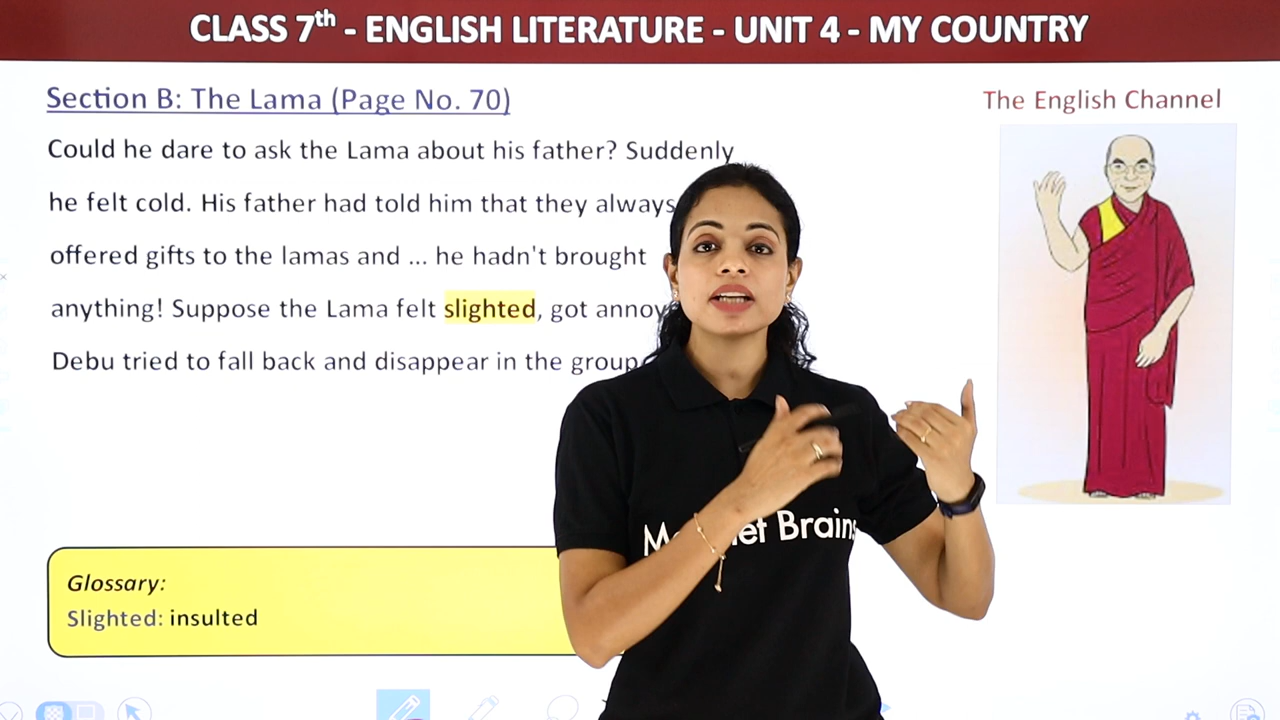 CLASS 7th - ENGLISH LITERATURE - UNIT 4 - MY COUNTRY
Section B: The Lama (Page No. 70)
The English Channel
Could he dare to ask the Lama about his father? Suddenly
he felt cold. His father had told him that they always
offered gifts to the lamas and ... he hadn't brought
anything! Suppose the Lama felt slighted, got
Debu tried to fall back and disappear in the group
Glossary:
Slighted: insulted
Brains